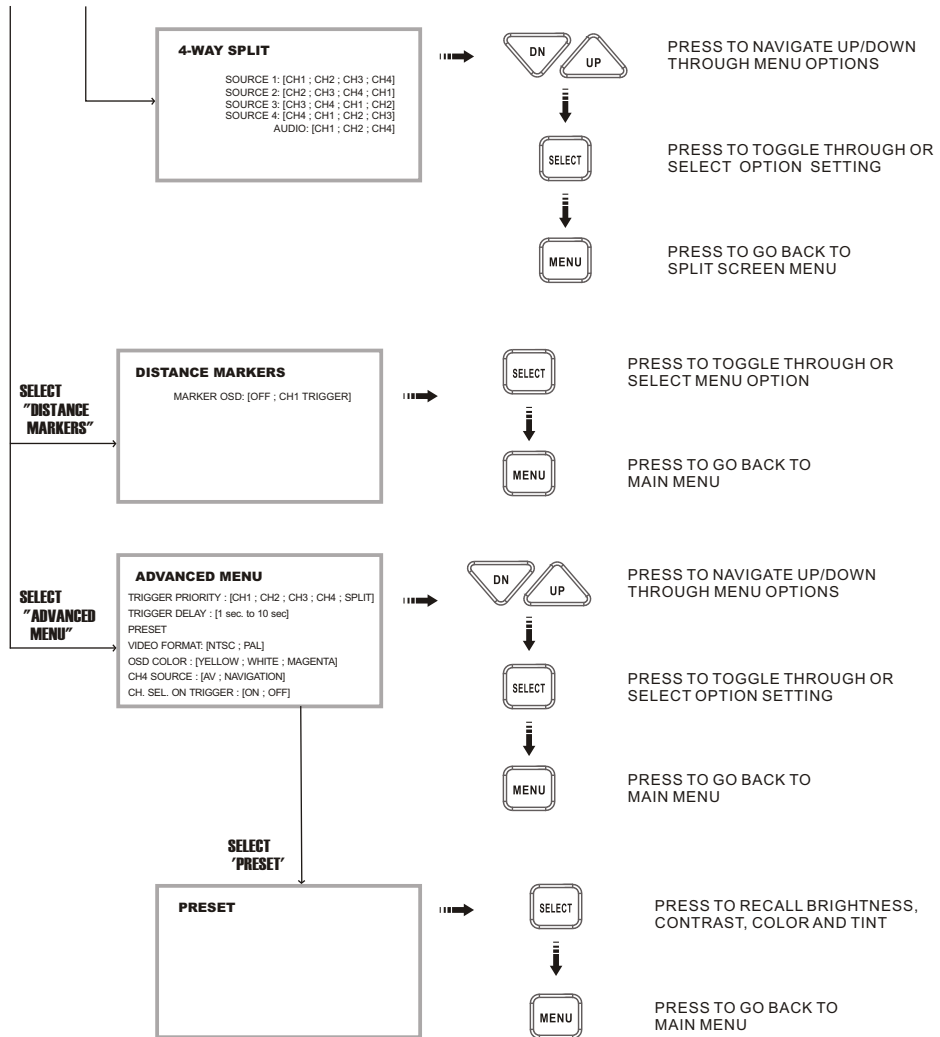 4-WAY SPLIT
SOURCE 1: [CH1 ; CH2 ; CH3 ; CH4]
SOURCE 2: [CH2 ; CH3 ; CH4 ; CH1]
SOURCE 3: [CH3 ; CH4 ; CH1 ; CH2]
SOURCE 4: [CH4 ; CH1 ; CH2 ; CH3]
AUDIO: [CH1 ; CH2 ; CH4]
DN
UP
PRESS TO NAVIGATE UP/DOWN
THROUGH MENU OPTIONS
SELECT
PRESS TO TOGGLE THROUGH OR
SELECT OPTION SETTING
MENU
PRESS TO GO BACK TO
SPLIT SCREEN MENU
SELECT
"DISTANCE
MARKERS"
DISTANCE MARKERS
MARKER OSD: [OFF ; CH1 TRIGGER]
SELECT
PRESS TO TOGGLE THROUGH OR
SELECT MENU OPTION
MENU
PRESS TO GO BACK TO
MAIN MENU
SELECT
"ADVANCED
MENU"
ADVANCED MENU
TRIGGER PRIORITY : [CH1 ; CH2 ; CH3 ; CH4 ; SPLIT]
TRIGGER DELAY : [1 sec. to 10 sec]
PRESET
VIDEO FORMAT: [NTSC ; PAL]
OSD COLOR : [YELLOW ; WHITE ; MAGENTA]
CH4 SOURCE : [AV ; NAVIGATION]
CH. SEL. ON TRIGGER : [ON ; OFF]
DN
UP
PRESS TO NAVIGATE UP/DOWN
THROUGH MENU OPTIONS
SELECT
PRESS TO TOGGLE THROUGH OR
SELECT OPTION SETTING
MENU
PRESS TO GO BACK TO
MAIN MENU
SELECT
'PRESET'
PRESET
SELECT
PRESS TO RECALL BRIGHTNESS,
CONTRAST, COLOR AND TINT
MENU
PRESS TO GO BACK TO
MAIN MENU